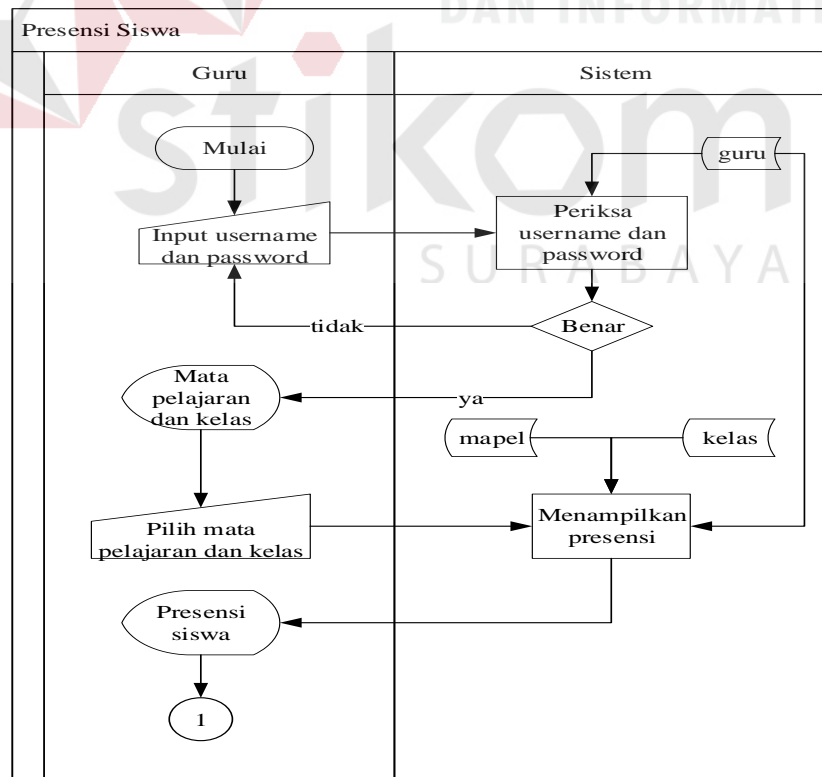 DAN INFORMATI
Presensi Siswa
Guru
Sistem
stikom
SURABAYA
Mulai
guru
Input username
dan password
Periksa
username dan
password
tidak
Benar
Mata
pelajaran
dan kelas
ya
mapel
kelas
Pilih mata
pelajaran dan kelas
Menampilkan
presensi
Presensi
siswa
1